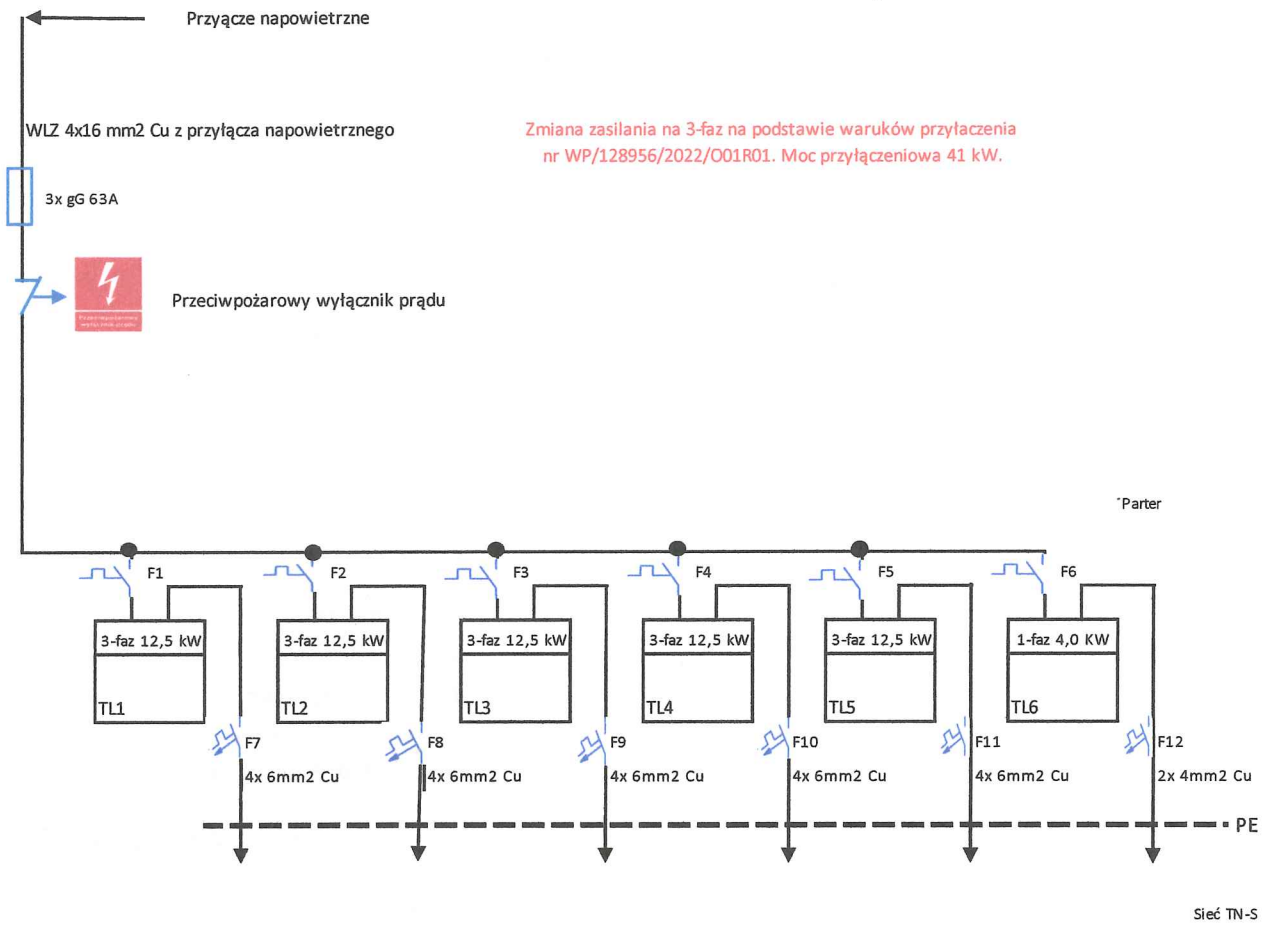 Przyącze napowietrzne
WLZ 4x16 mm2 Cu z przyłącza napowietrznego
Zmiana zasilania na 3-faz na podstawie waruków przyłaczenia
nr WP/128956/2022/O01R01. Moc przyłączeniowa 41 kW.
3x gG 63A
Przeciwpożarowy wyłącznik prądu
Przeciwpożarowy
wyłącznik prądu
Parter
F1 F2 F3 F4 F5 F6
3-faz 12,5 kW 3-faz 12,5 kW 3-faz 12,5 kW 3-faz 12,5 kW 3-faz 12,5 kW 1-faz 4,0 KW
TL1 TL2 TL3 TL4 TL5 TL6
F7 F8 F9 F10 F11 F12
4x 6mm2 Cu 4x 6mm2 Cu 4x 6mm2 Cu 4x 6mm2 Cu 4x 6mm2 Cu 2x 4mm2 Cu
PE
Sieć TN-S